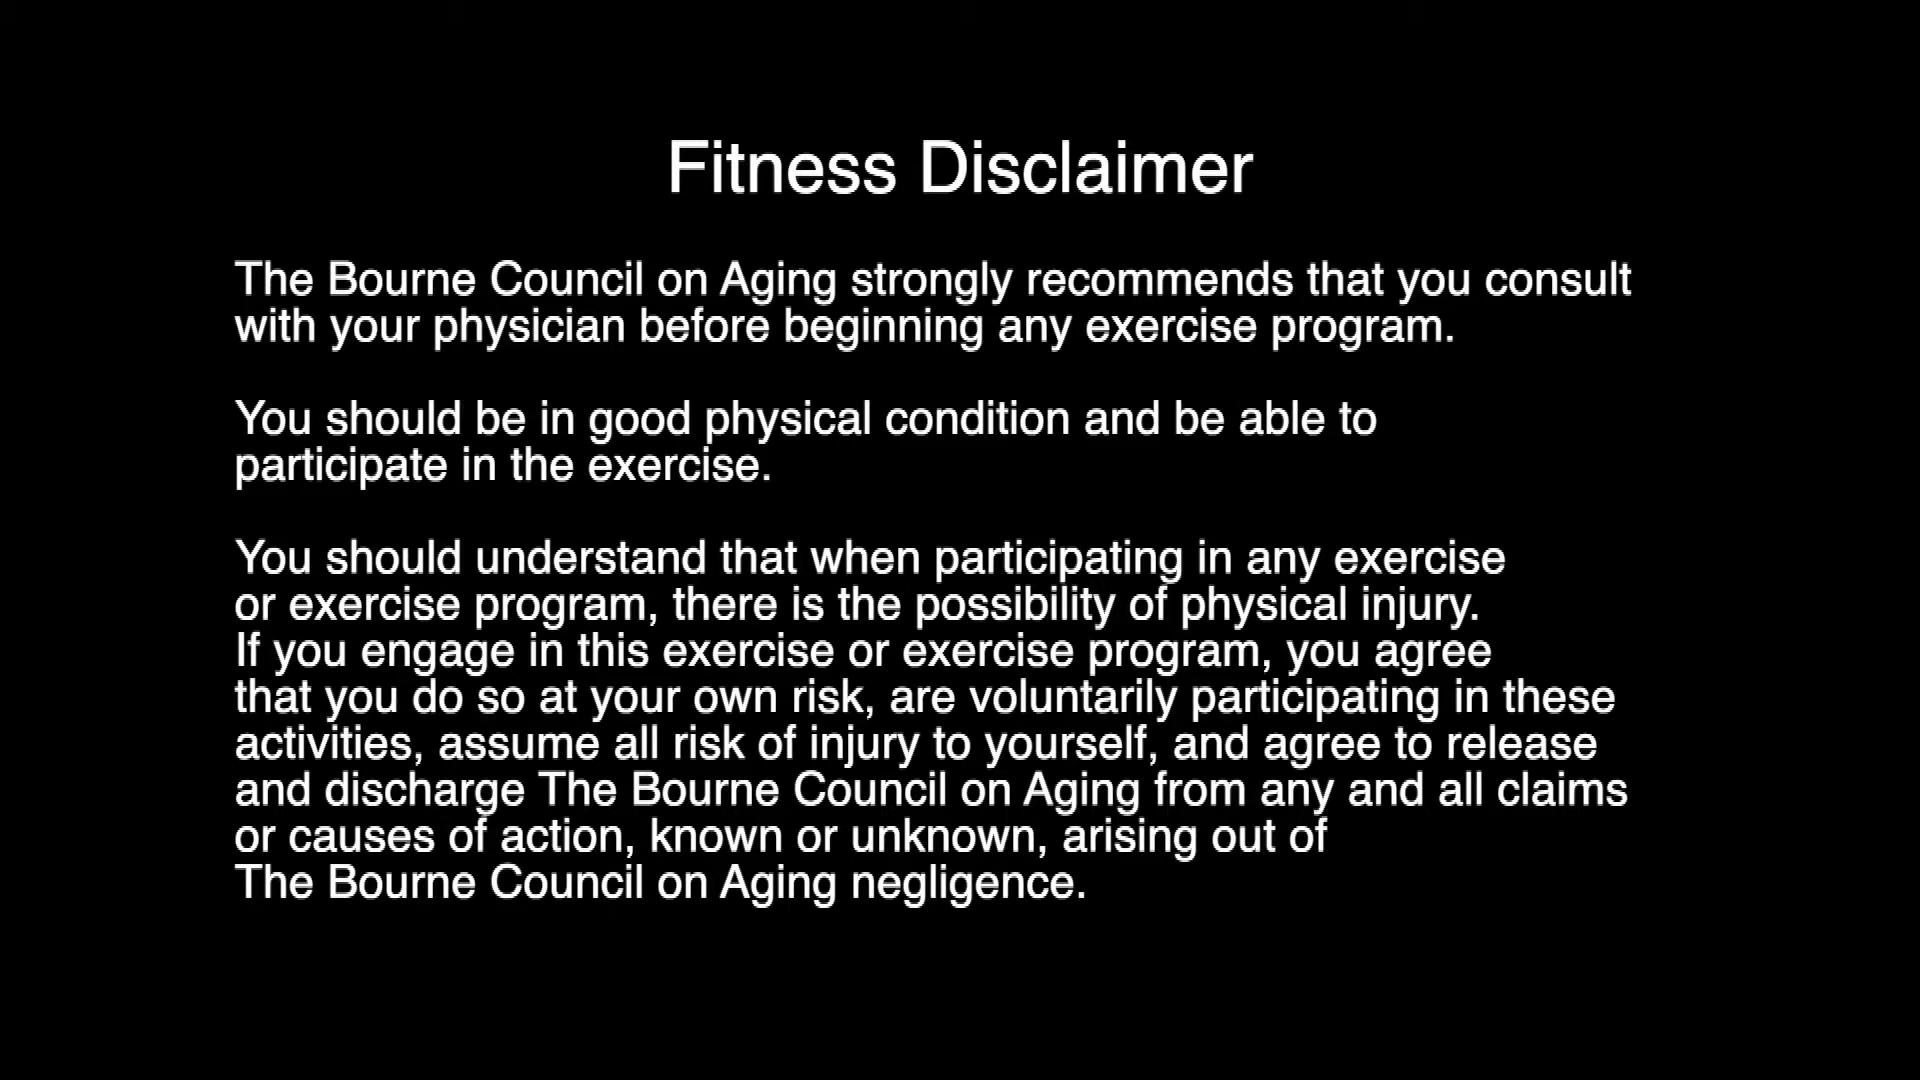 Fitness Disclaimer
The Bourne Council on Aging strongly recommends that you consult
with your physician before beginning any exercise program.
You should be in good physical condition and be able to
participate in the exercise.
You should understand that when participating in any exercise
or exercise program, there is the possibility of physical injury.
If you engage in this exercise or exercise program, you agree
that you do so at your own risk, are voluntarily participating in these
activities, assume all risk of injury to yourself, and agree to release
and discharge The Bourne Council on Aging from any and all claims
or causes of action, known or unknown, arising out of
The Bourne Council on Aging negligence.